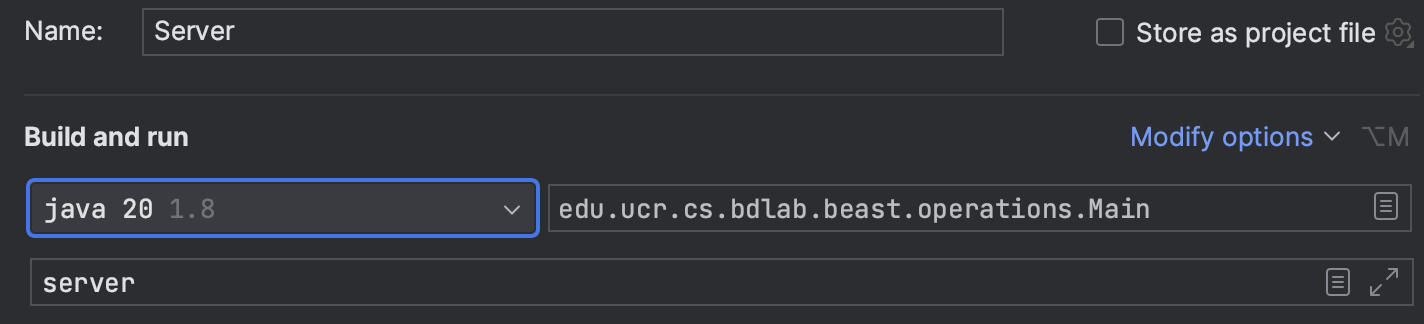 Name: Server Store as project file
Build and run Modify options ⌥M
java 20 1.8 edu.ucr.cs.bdlab.beast.operations.Main
server